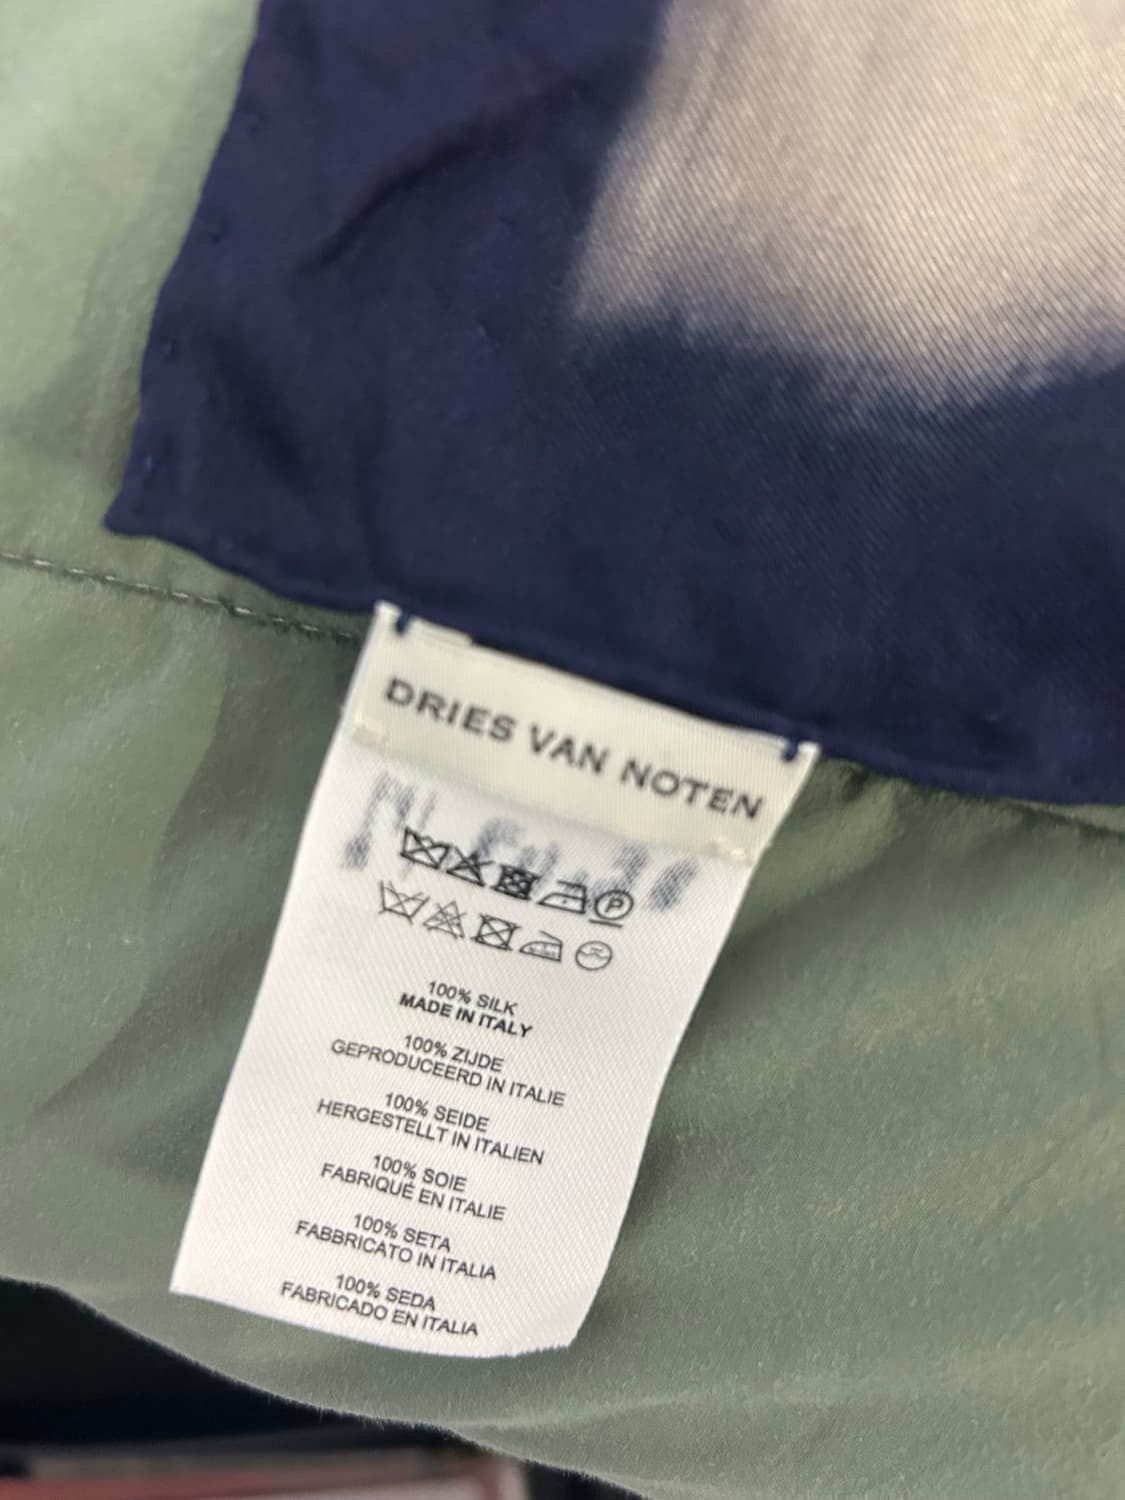 DRIES VAN NOTEN
P
100% SILK
MADE IN ITALY
100% ZIJDE
GEPRODUCEERD IN ITALIE
100% SEIDE
HERGESTELLT IN ITALIEN
100% SOIE
FABRIQUÉ EN ITALIE
100% SETA
FABBRICATO IN ITALIA
100% SEDA
FABRICADO EN ITALIA